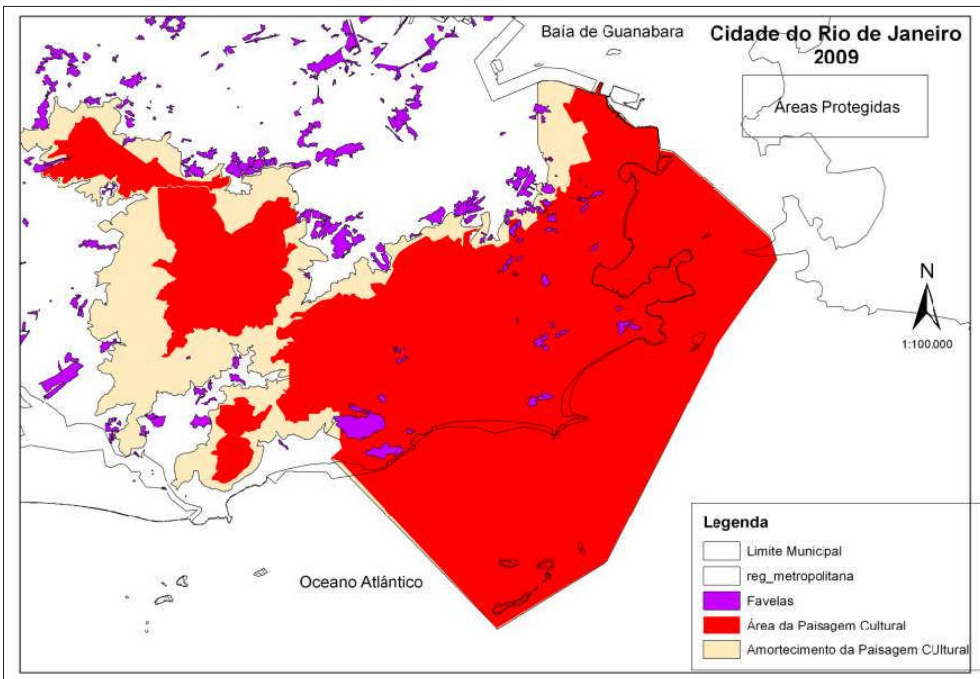 Baía de Guanabara
Cidade do Rio de Janeiro
2009
Áreas Protegidas
N
1:100.000
Oceano Atlântico
Legenda
Limite Municipal
reg_metropolitana
Favelas
Área da Paisagem Cultural
Amortecimento da Paisagem CUltural